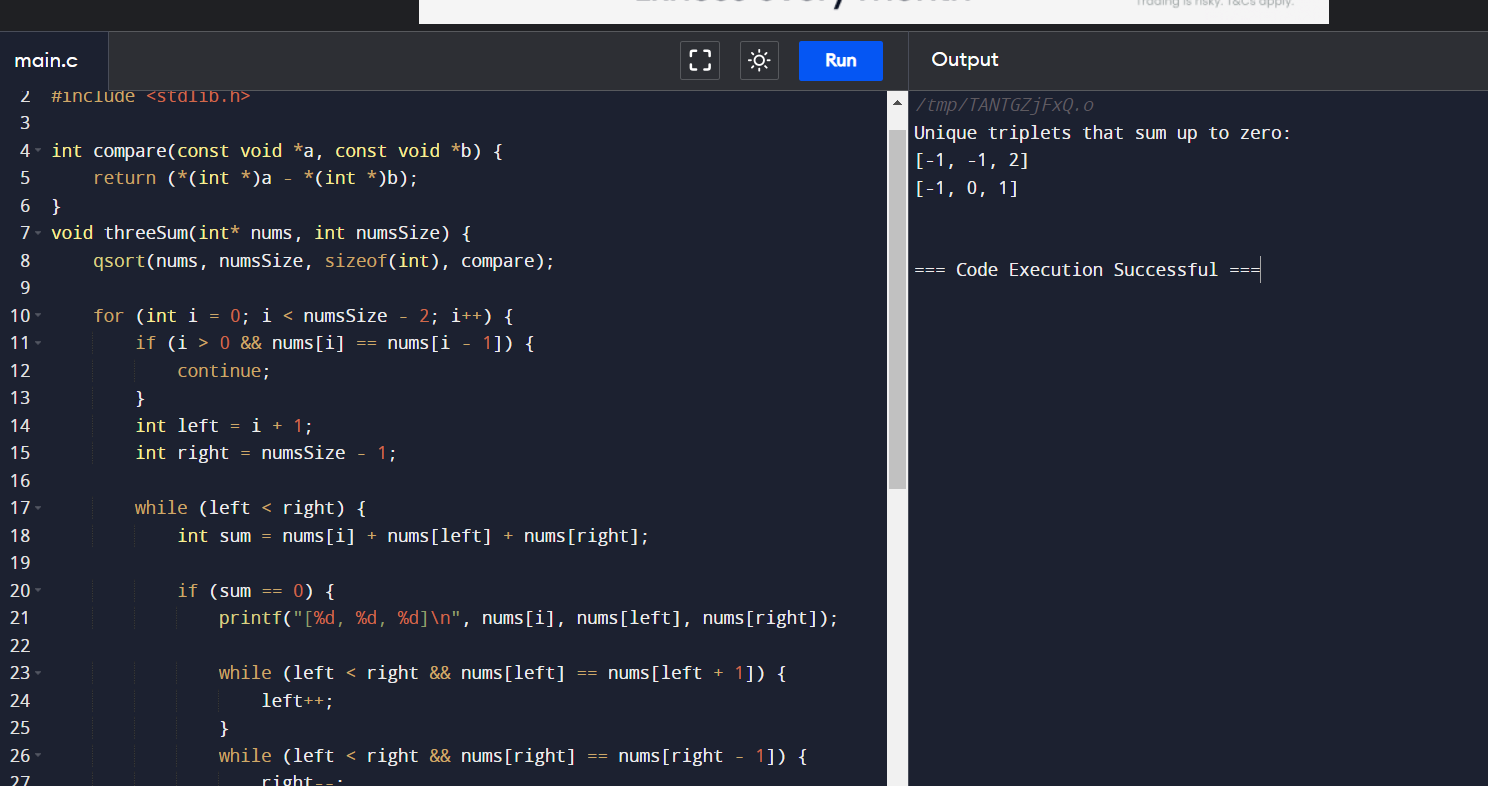 Trading is risky. T&Cs apply.
main.c
Run
Output
2 #include <stdlib.h>
3
4 int compare(const void *a, const void *b) {
5     return (*(int *)a - *(int *)b);
6 }
7 void threeSum(int* nums, int numsSize) {
8     qsort(nums, numsSize, sizeof(int), compare);
9
10     for (int i = 0; i < numsSize - 2; i++) {
11         if (i > 0 && nums[i] == nums[i - 1]) {
12             continue;
13         }
14         int left = i + 1;
15         int right = numsSize - 1;
16
17         while (left < right) {
18             int sum = nums[i] + nums[left] + nums[right];
19
20             if (sum == 0) {
21                 printf("[%d, %d, %d]\n", nums[i], nums[left], nums[right]);
22
23                 while (left < right && nums[left] == nums[left + 1]) {
24                     left++;
25                 }
26                 while (left < right && nums[right] == nums[right - 1]) {
27                     right--;
/tmp/TANTGZjFxQ.o
Unique triplets that sum up to zero:
[-1, -1, 2]
[-1, 0, 1]
=== Code Execution Successful ===